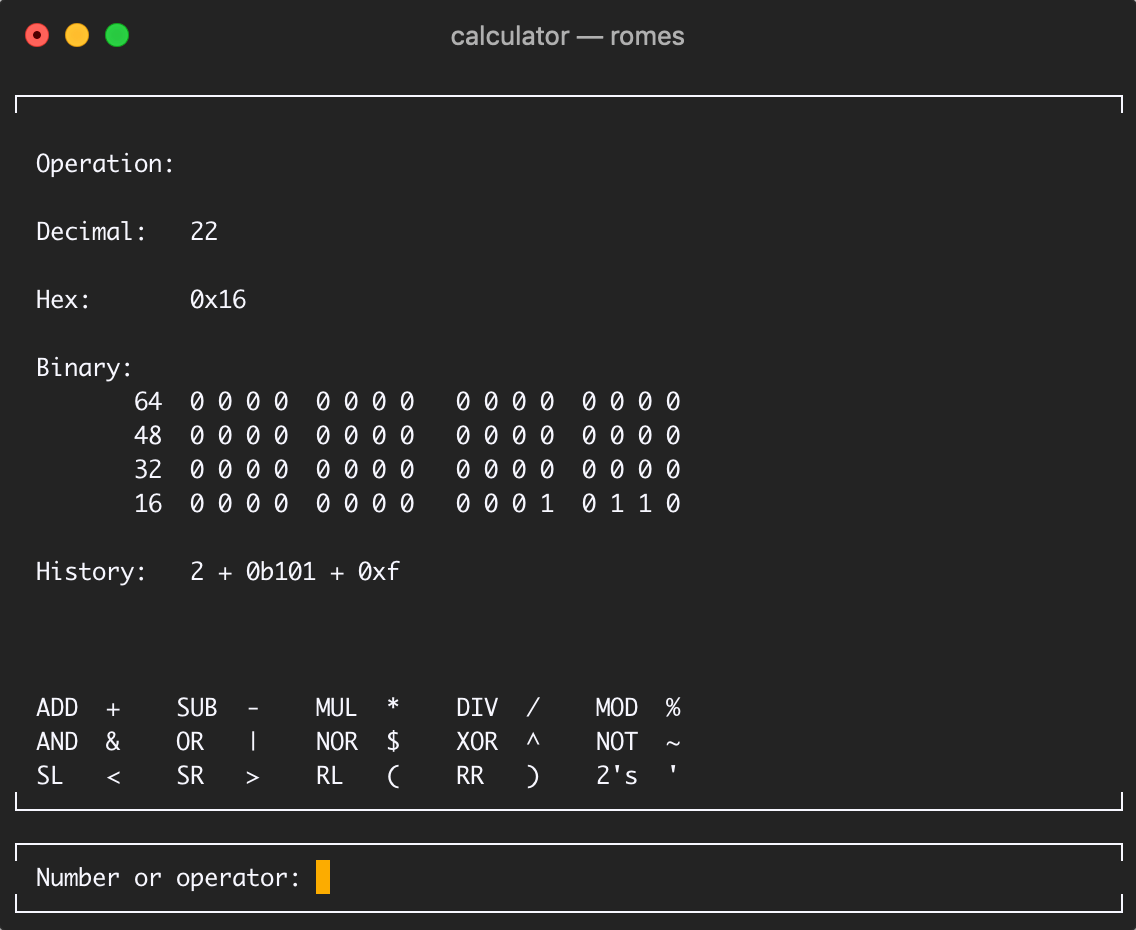 calculator — romes
Operation:
Decimal:   22
Hex:       0x16
Binary:
       64  0 0 0 0  0 0 0 0   0 0 0 0  0 0 0 0
       48  0 0 0 0  0 0 0 0   0 0 0 0  0 0 0 0
       32  0 0 0 0  0 0 0 0   0 0 0 0  0 0 0 0
       16  0 0 0 0  0 0 0 0   0 0 0 1  0 1 1 0
History:   2 + 0b101 + 0xf
ADD  +    SUB  -    MUL  *    DIV  /    MOD  %
AND  &    OR   |    NOR  $    XOR  ^    NOT  ~
SL   <    SR   >    RL   (    RR   )    2's  '
Number or operator: